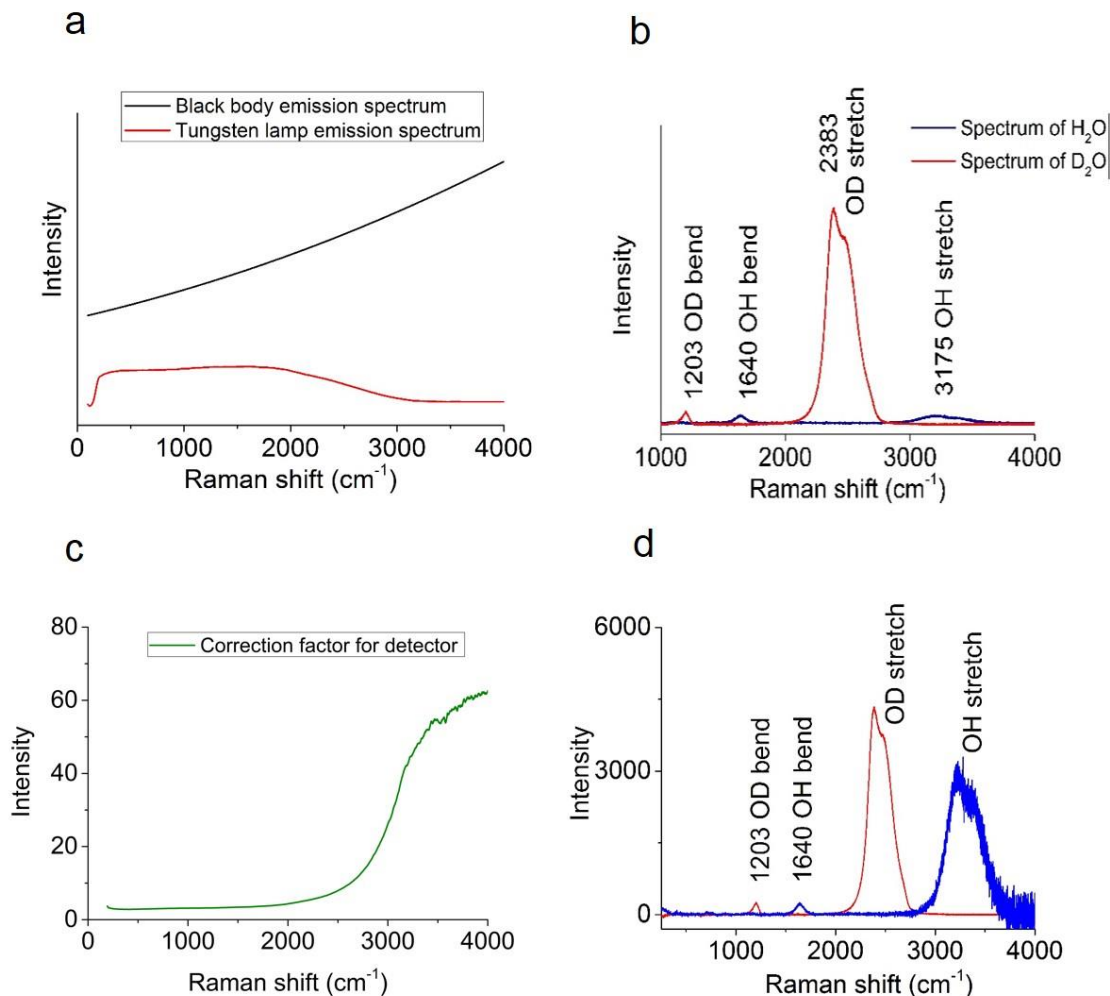 a
Black body emission spectrum
Tungsten lamp emission spectrum
Intensity
0
1000
2000
3000
4000
Raman shift (cm⁻¹)
b
Spectrum of H₂O
Spectrum of D₂O
Intensity
1203 OD bend
1640 OH bend
2383
OD stretch
3175 OH stretch
1000
2000
3000
4000
Raman shift (cm⁻¹)
c
Correction factor for detector
Intensity
80
60
40
20
0
0
1000
2000
3000
4000
Raman shift (cm⁻¹)
d
6000
3000
0
Intensity
1203 OD bend
1640 OH bend
OD stretch
OH stretch
1000
2000
3000
4000
Raman shift (cm⁻¹)